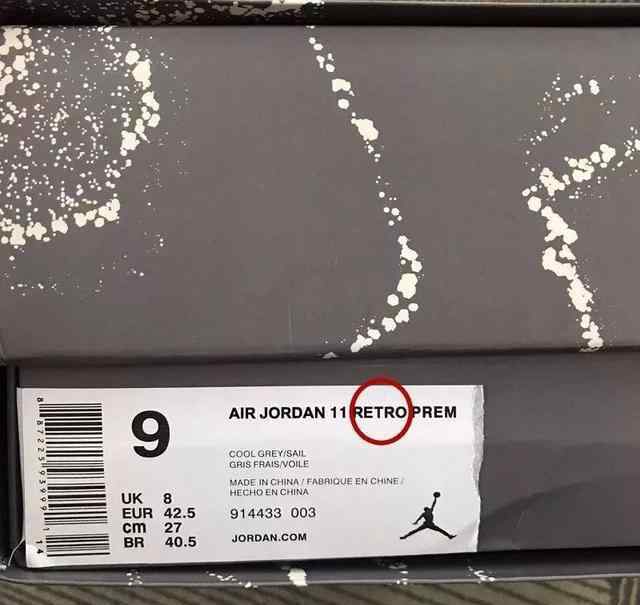 9
AIR JORDAN 11 RETRO PREM
COOL GREY/SAIL
GRIS FRAIS/VOILE
MADE IN CHINA / FABRIQUE EN CHINE /
HECHO EN CHINA
914433 003
JORDAN.COM
UK 8
EUR 42.5
cm 27
BR 40.5